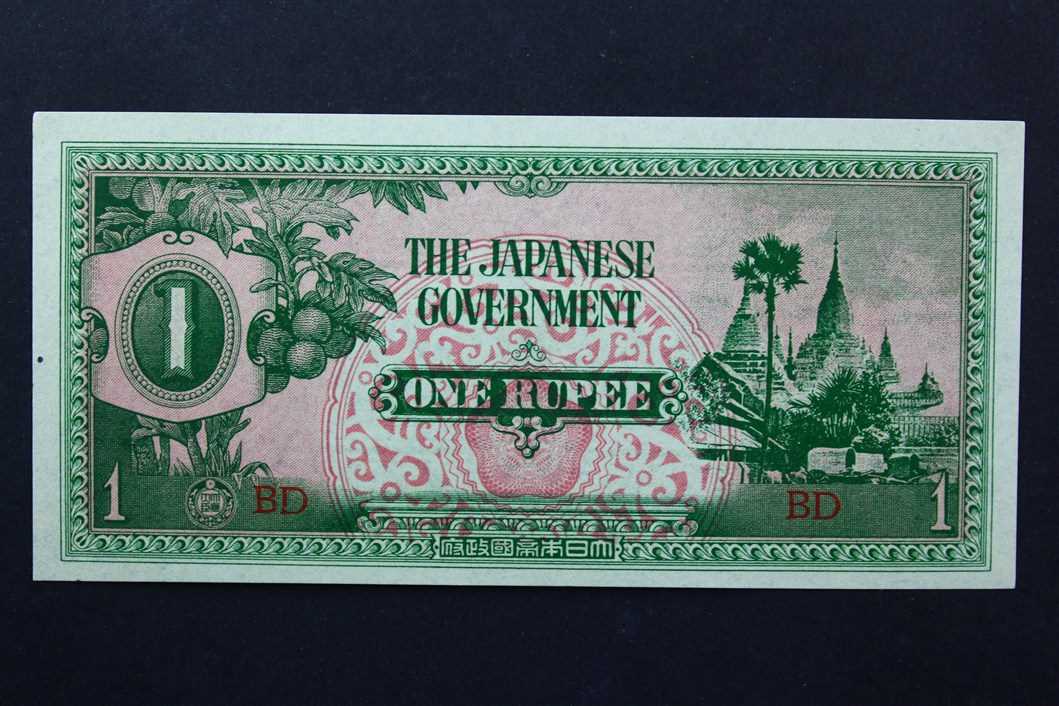 THE JAPANESE
GOVERNMENT
1
ONE RUPEE
1
BD
BD
1
府政國帝本日大